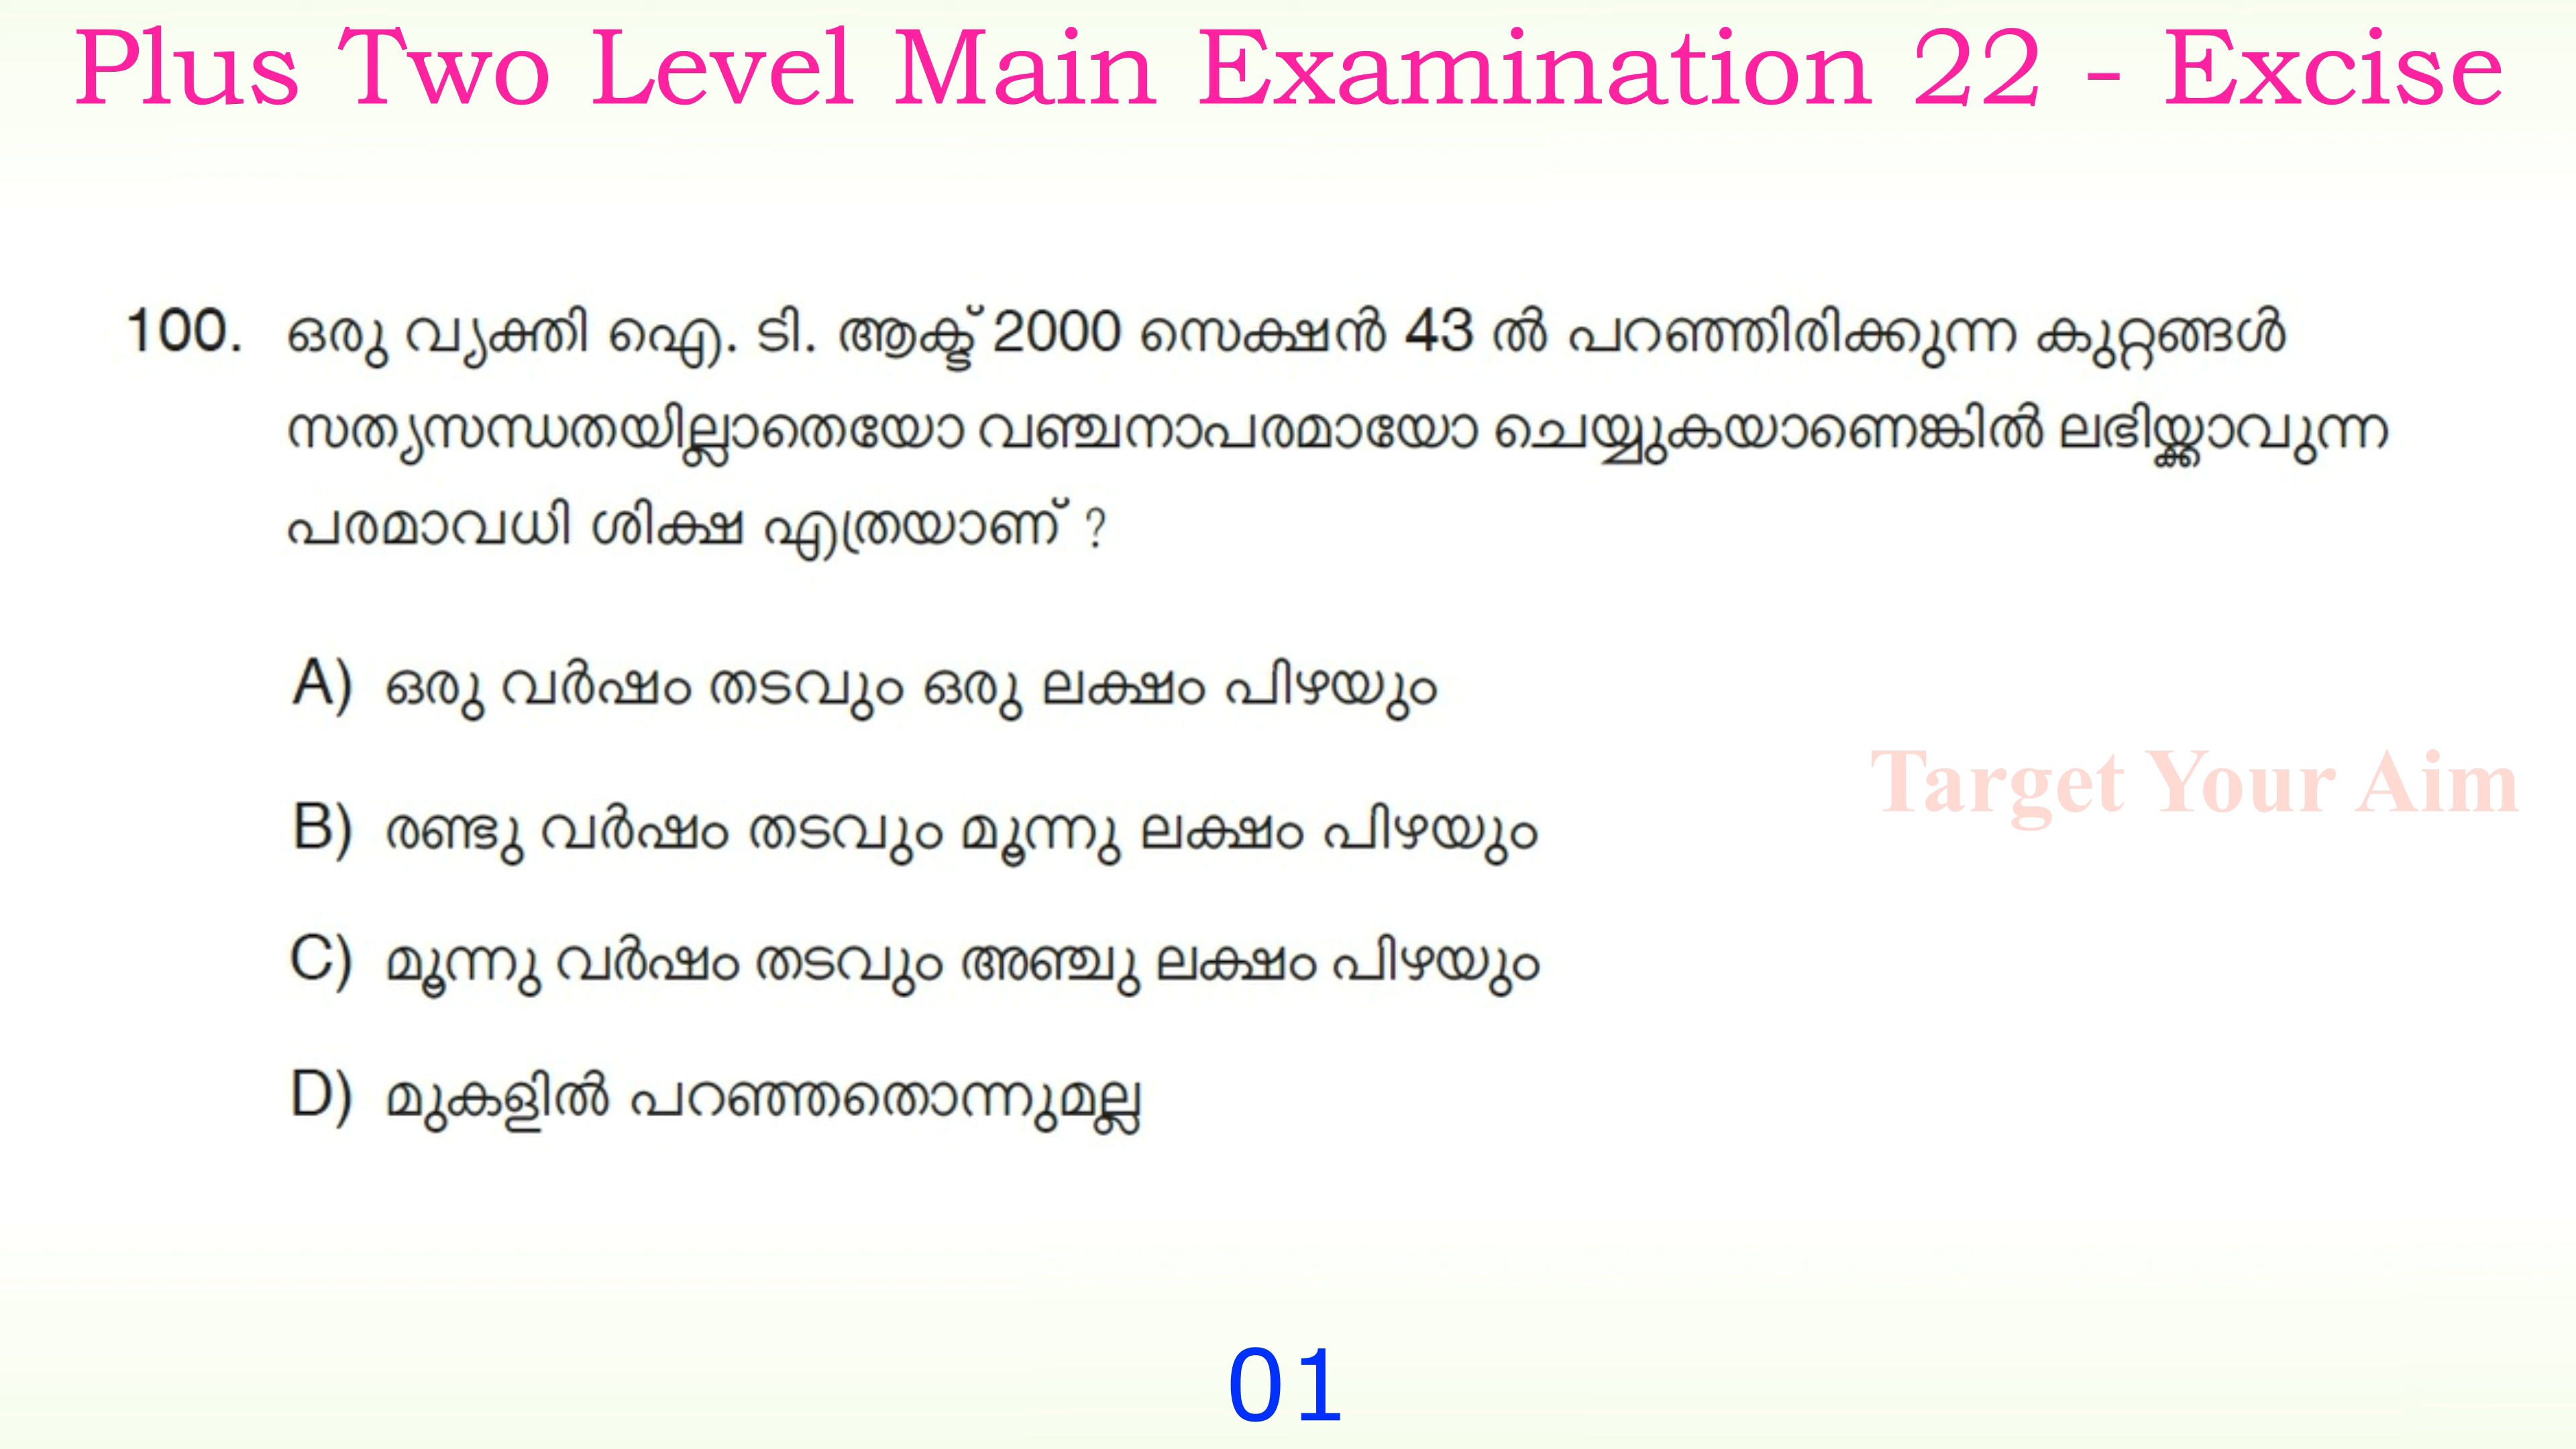 Plus Two Level Main Examination 22 - Excise
100. ഒരു വ്യക്തി ഐ. ടി. ആക്ട് 2000 സെക്ഷൻ 43 ൽ പറഞ്ഞിരിക്കുന്ന കുറ്റങ്ങൾ
സത്യസന്ധതയില്ലാതെയോ വഞ്ചനാപരമായോ ചെയ്യുകയാണെങ്കിൽ ലഭിയ്ക്കാവുന്ന
പരമാവധി ശിക്ഷ എത്രയാണ് ?
A) ഒരു വർഷം തടവും ഒരു ലക്ഷം പിഴയും
Target Your Aim
B) രണ്ടു വർഷം തടവും മൂന്നു ലക്ഷം പിഴയും
C) മൂന്നു വർഷം തടവും അഞ്ചു ലക്ഷം പിഴയും
D) മുകളിൽ പറഞ്ഞതൊന്നുമല്ല
01